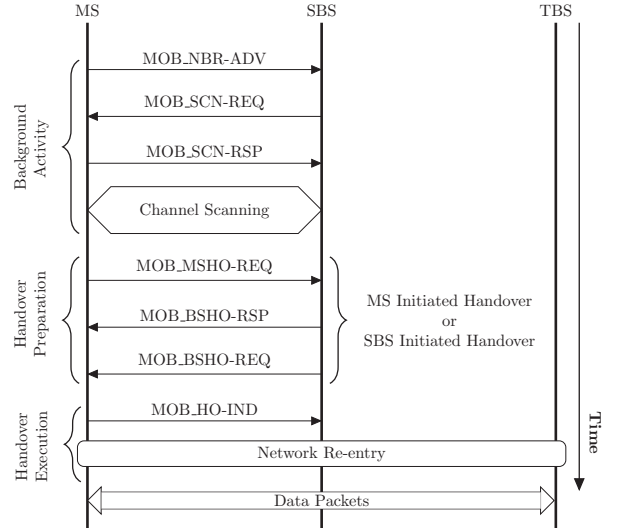 MS
SBS
TBS
MOB_NBR-ADV
MOB_SCN-REQ
MOB_SCN-RSP
Channel Scanning
Background
Activity
MOB_MSHO-REQ
MOB_BSHO-RSP
MOB_BSHO-REQ
Handover
Preparation
MS Initiated Handover
or
SBS Initiated Handover
MOB_HO-IND
Network Re-entry
Handover
Execution
Data Packets
Time